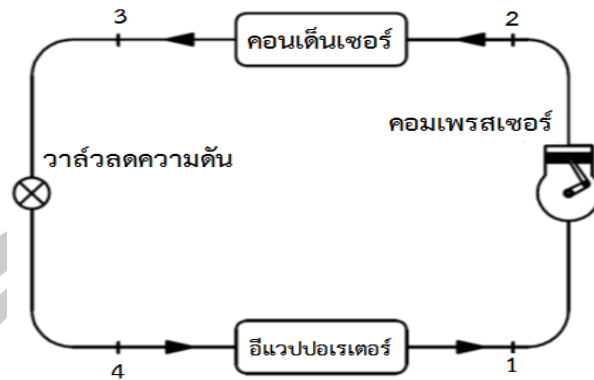 3
คอนเด็นเซอร์
2
คอมเพรสเซอร์
วาล์วลดความดัน
4
อีแวปปอเรเตอร์
1